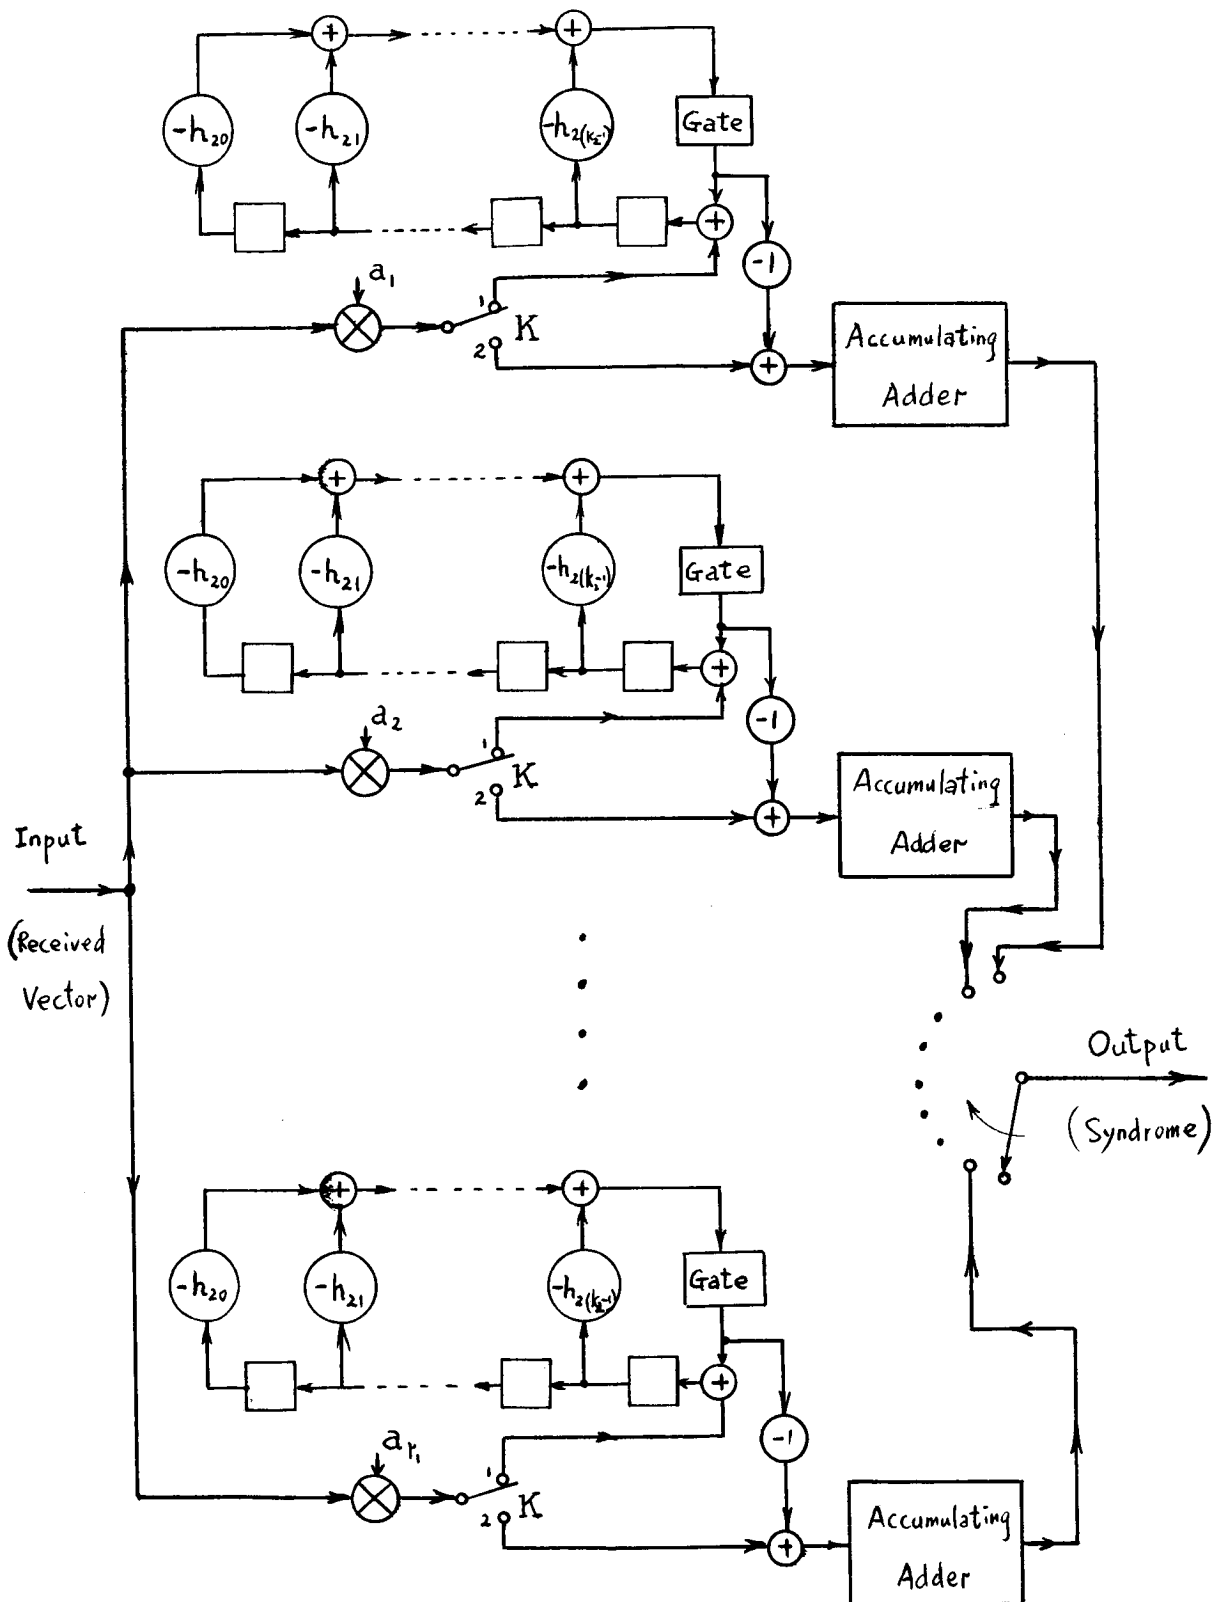 + +
-h₂₀ -h₂₁ -h₂(k₂-1) Gate
+
-1
a₁
1
K
2
+
Accumulating
Adder
+ +
-h₂₀ -h₂₁ -h₂(k₂-1) Gate
+
-1
a₂
1
K
2
+
Accumulating
Adder
Input
(Received
Vector)
Output
(Syndrome)
+ +
-h₂₀ -h₂₁ -h₂(k₂-1) Gate
+
-1
a_r₁
1
K
2
+
Accumulating
Adder